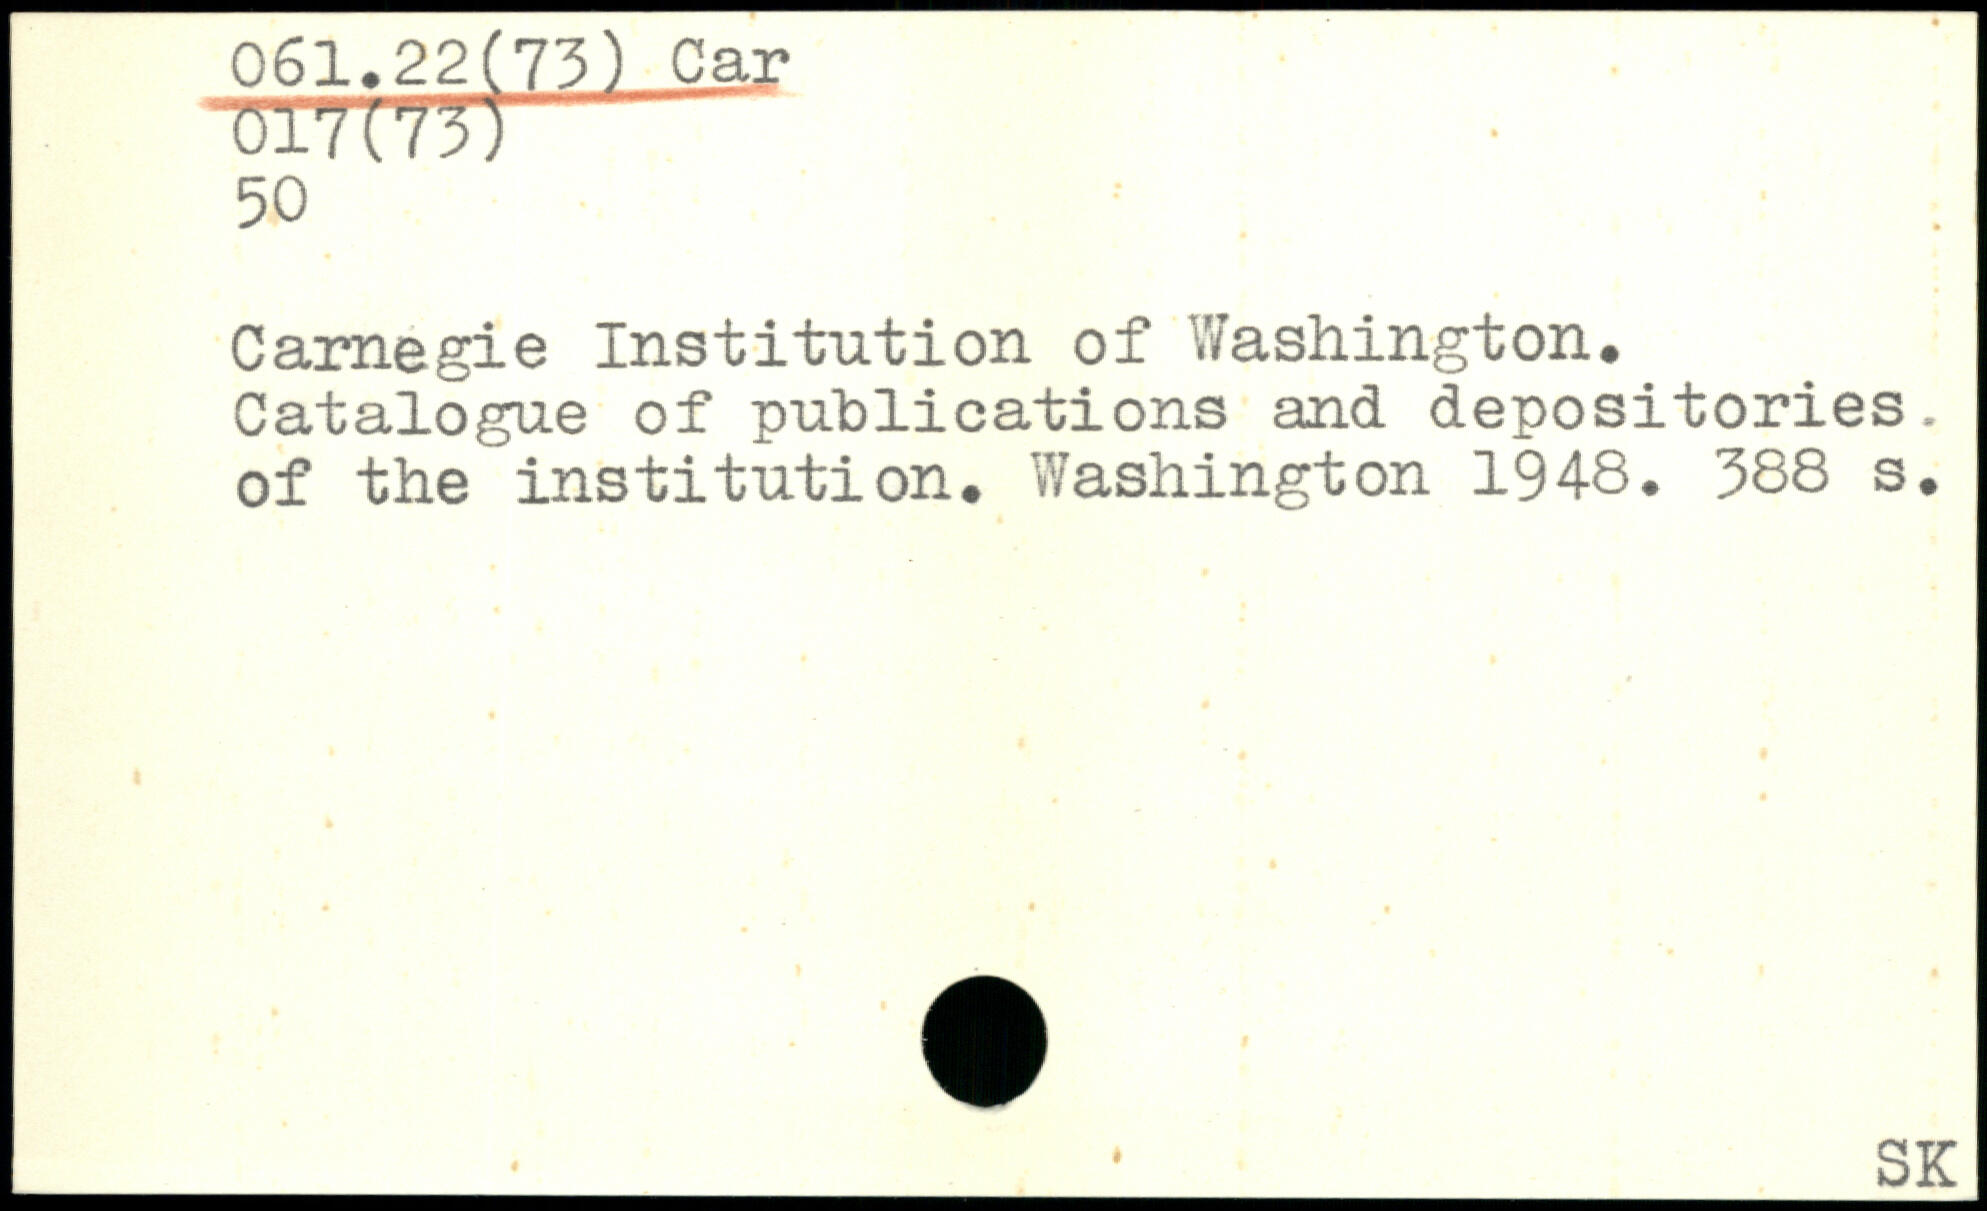 061.22(73) Car
017(73)
50
Carnegie Institution of Washington.
Catalogue of publications and depositories.
of the institution. Washington 1948. 388 s.
SK